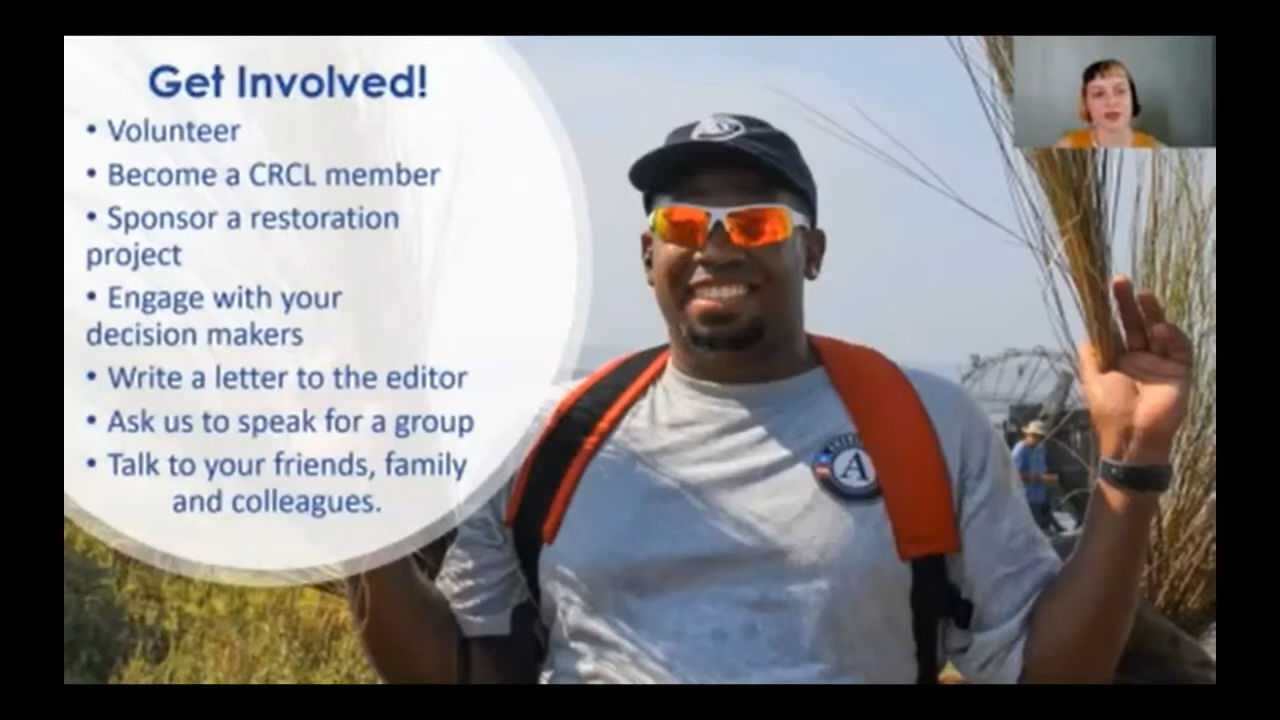 Get Involved!
• Volunteer
• Become a CRCL member
• Sponsor a restoration
project
• Engage with your
decision makers
• Write a letter to the editor
• Ask us to speak for a group
• Talk to your friends, family
and colleagues.
A